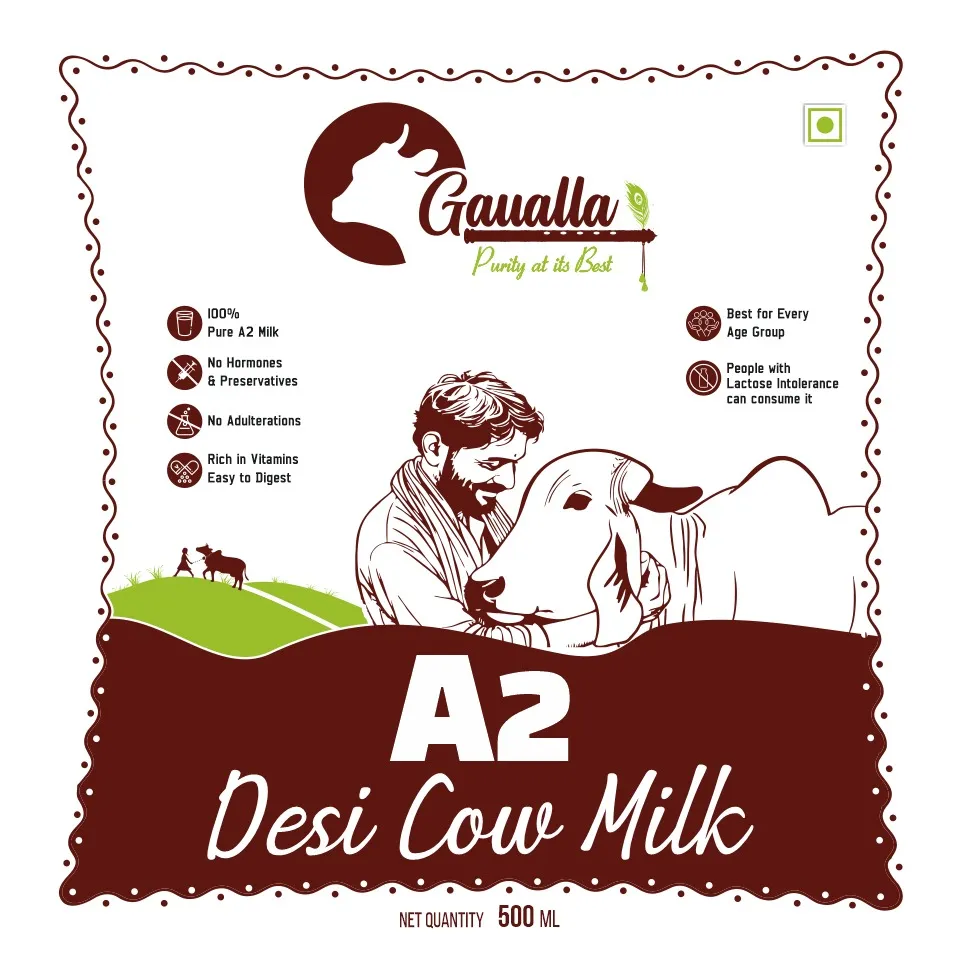 Gaualla
Purity at its Best
100%
Pure A2 Milk
No Hormones
& Preservatives
No Adulterations
Rich in Vitamins
Easy to Digest
Best for Every
Age Group
People with
Lactose Intolerance
can consume it
A2
Desi Cow Milk
NET QUANTITY 500 ML